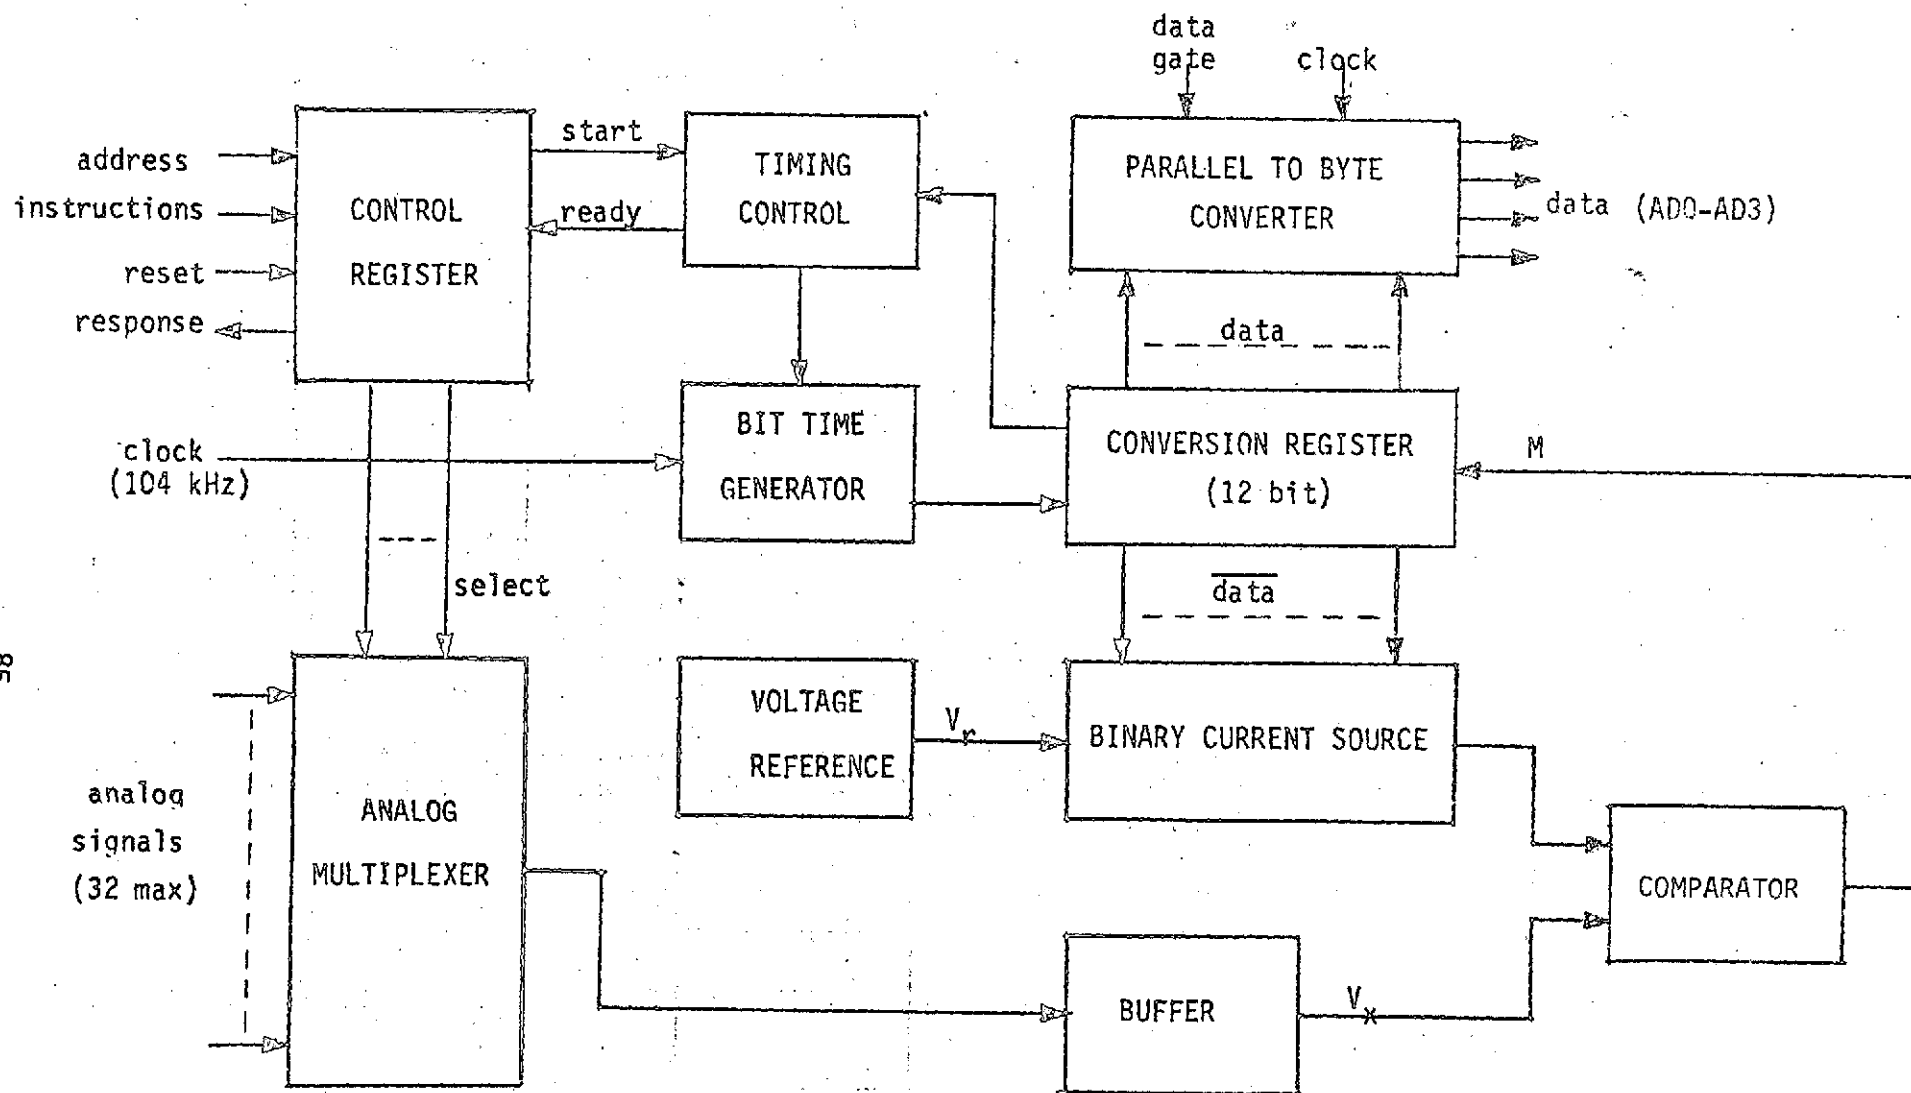 data
gate
clock
address
instructions
reset
response
CONTROL
REGISTER
start
ready
TIMING
CONTROL
PARALLEL TO BYTE
CONVERTER
data (AD0-AD3)
data
clock
(104 kHz)
BIT TIME
GENERATOR
CONVERSION REGISTER
(12 bit)
M
select
data
VOLTAGE
REFERENCE
Vr
BINARY CURRENT SOURCE
analog
signals
(32 max)
ANALOG
MULTIPLEXER
COMPARATOR
BUFFER
Vx